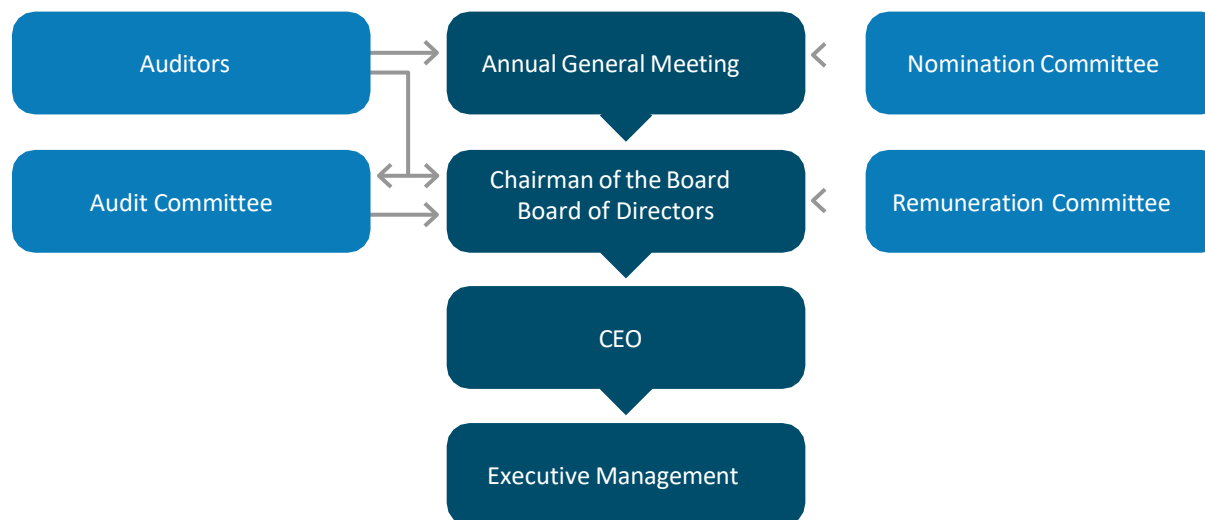 Auditors
Annual General Meeting
Nomination Committee
Audit Committee
Chairman of the Board
Board of Directors
Remuneration Committee
CEO
Executive Management